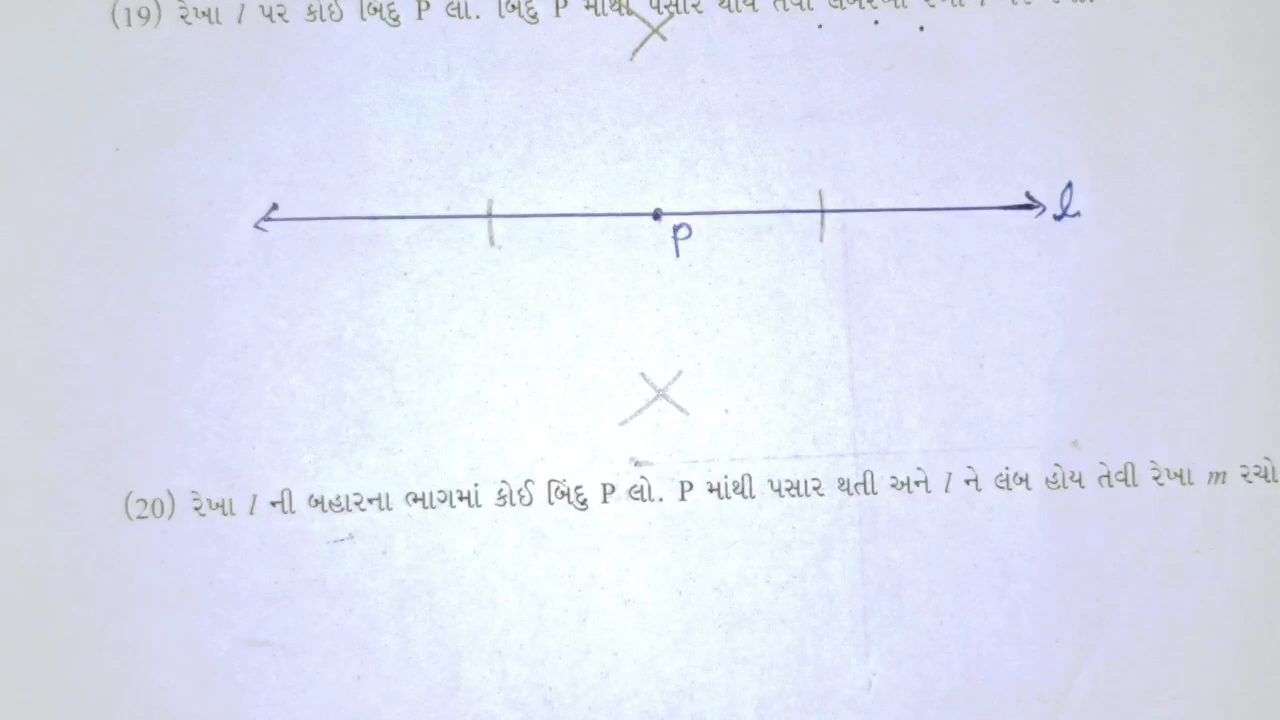 (19) રેખા l પર કોઈ બિંદુ P લો. બિંદુ P માંથી પસાર થાય તેવી
l
P
(20) રેખા l ની બહારના ભાગમાં કોઈ બિંદુ P લો. P માંથી પસાર થતી અને l ને લંબ હોય તેવી રેખા m રચો